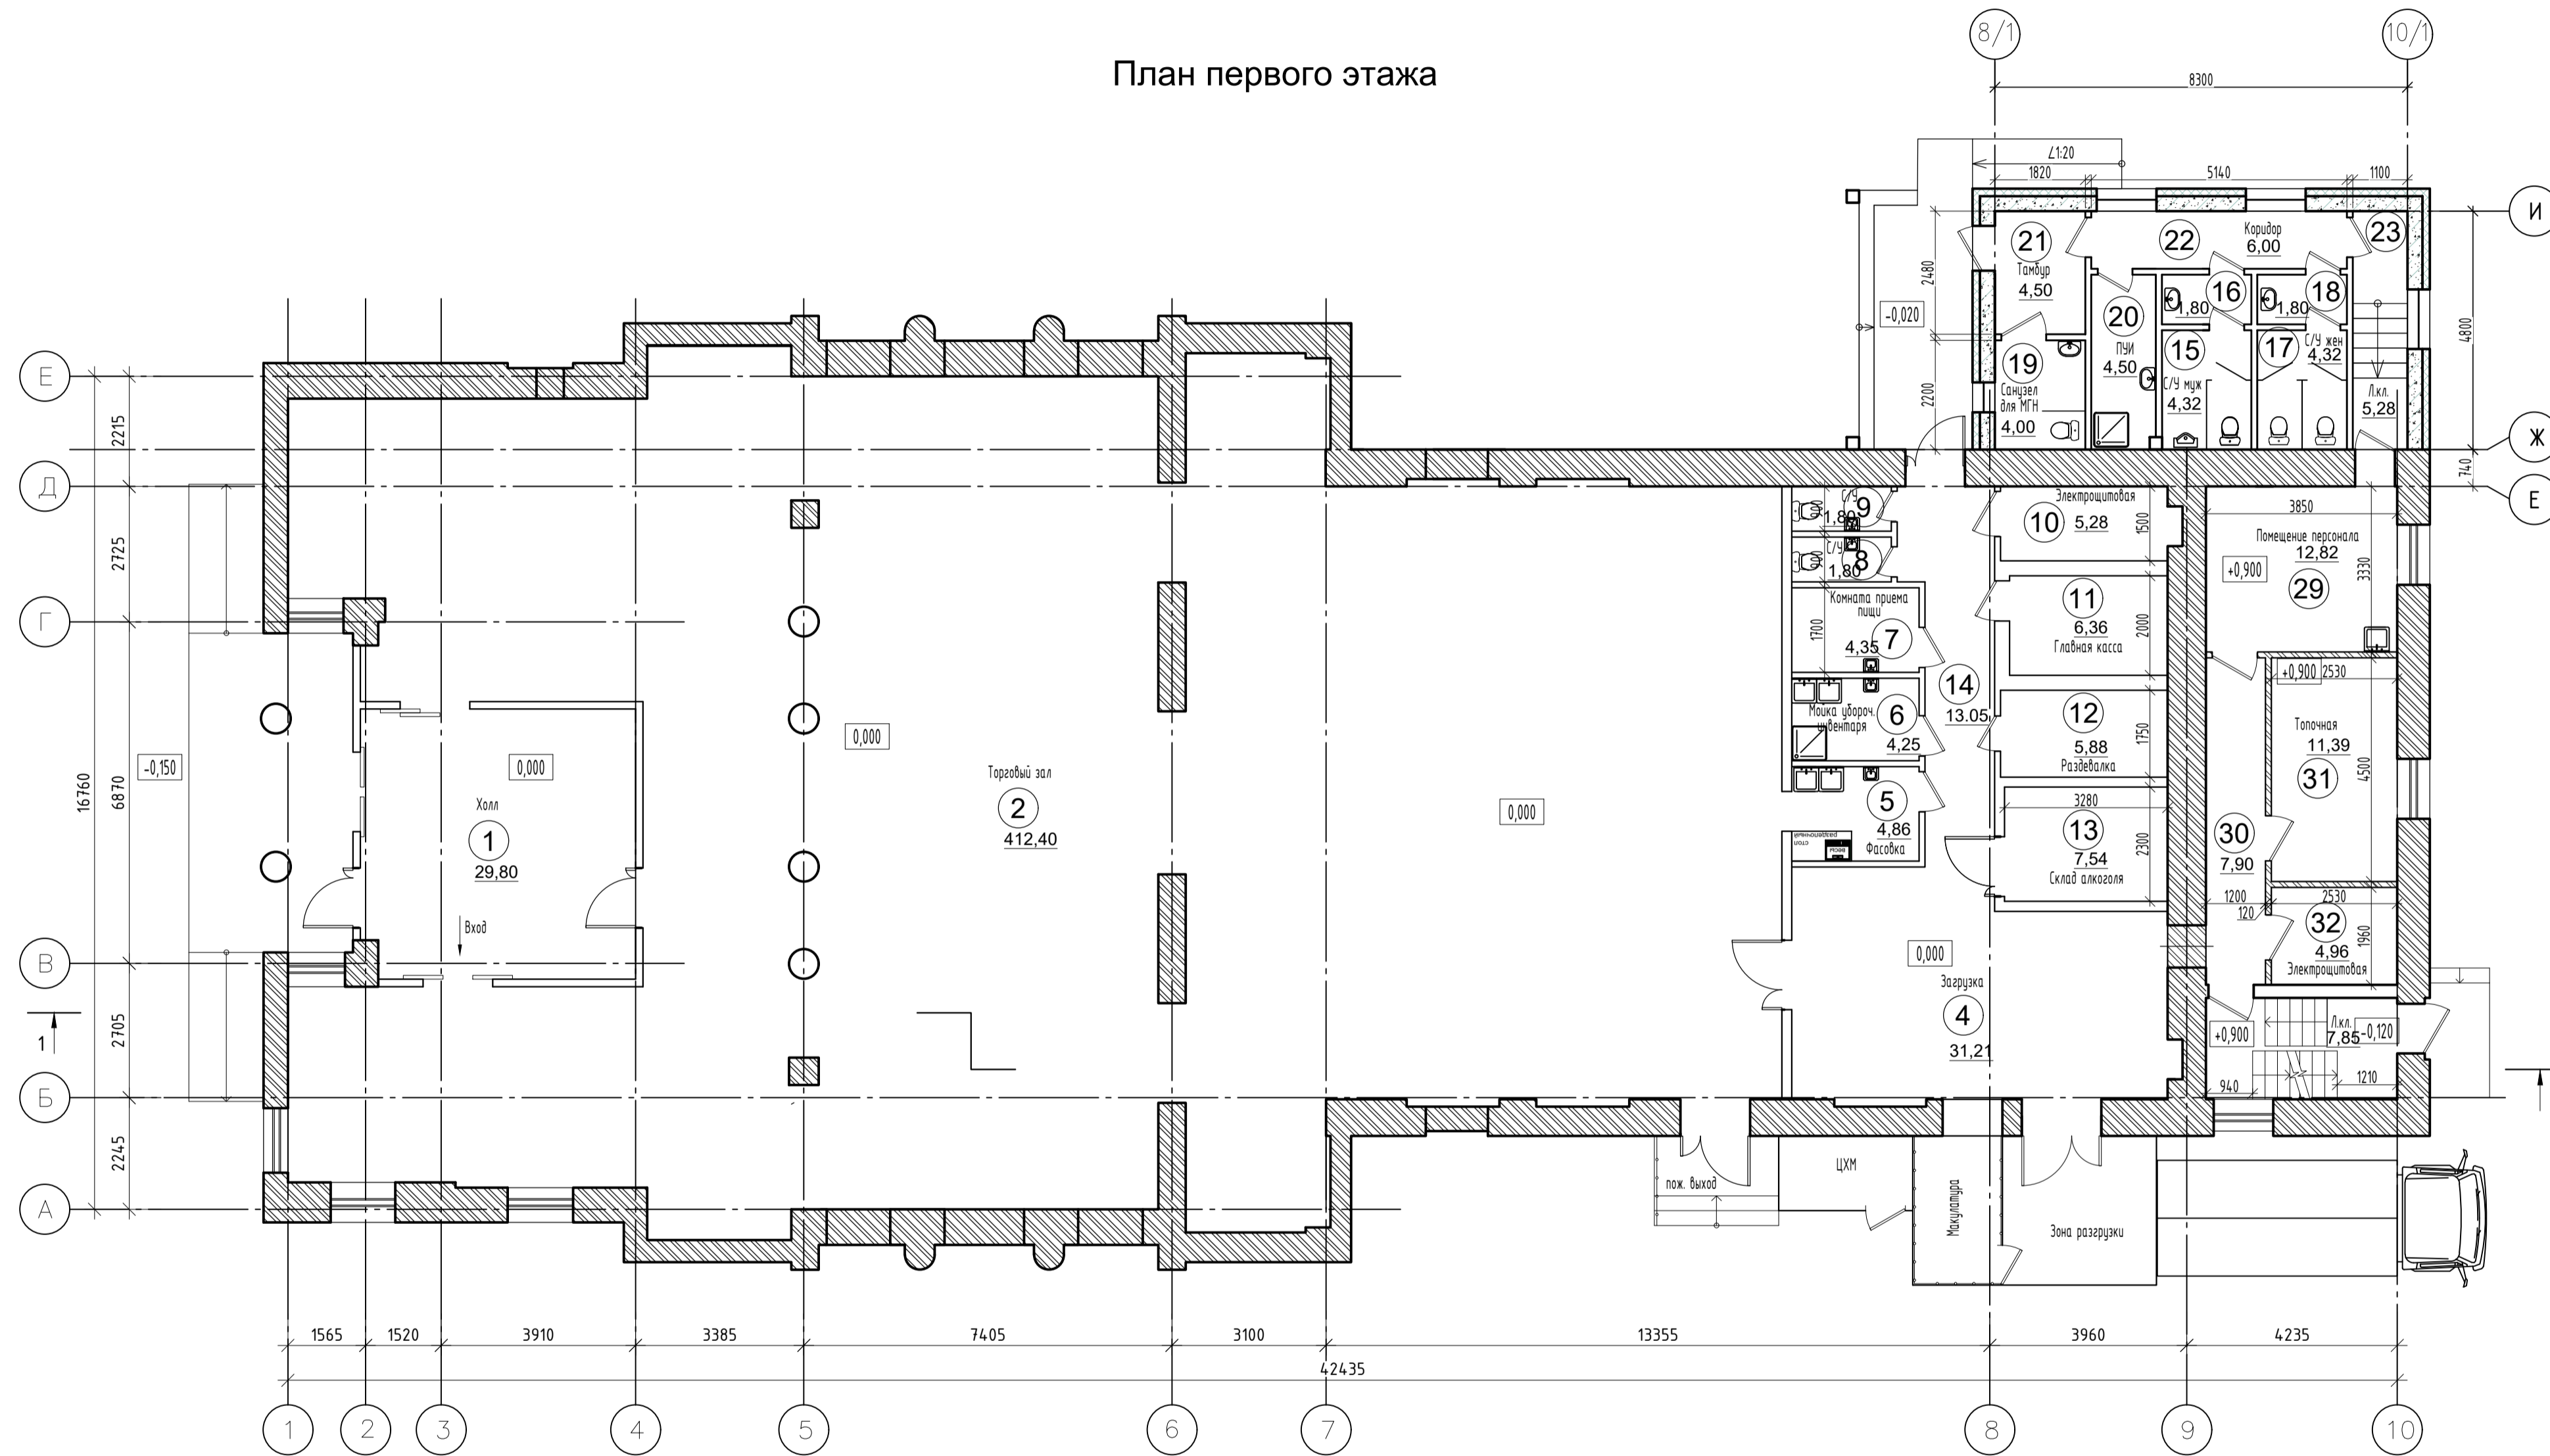 План первого этажа
8/1
10/1
8300
∠1:20
1820
5140
1100
И
Ж
Е
4800
740
2480
2200
-0,020
21
Тамбур
4,50
22
Коридор
6,00
23
16
1,80
18
1,80
20
ПУИ
4,50
19
Санузел
для МГН
4,00
15
С/У муж
4,32
17
С/У жен
4,32
Л.кл.
5,28
Е
Д
Г
В
Б
А
2215
2725
6870
2705
2245
16760
-0,150
0,000
Холл
1
29,80
Вход
1
0,000
Торговый зал
2
412,40
0,000
С/У
9
1,80
900
С/У
8
1,80
900
Комната приема
пищи
7
4,35
1700
Мойка убороч.
инвентаря
6
4,25
5
4,86
Фасовка
разделочный
стол
весы
14
13.05
Электрощитовая
10
5,28
1500
11
6,36
Главная касса
2000
12
5,88
Раздевалка
1750
3280
13
7,54
Склад алкоголя
2300
0,000
Загрузка
4
31,21
3850
Помещение персонала
12,82
+0,900
29
3330
+0,900
2530
Топочная
11,39
31
4500
30
7,90
1200
120
2530
32
4,96
Электрощитовая
1960
+0,900
Л.кл.
7,85
-0,120
940
1210
пож. выход
ЦХМ
Макулатура
Зона разгрузки
1565
1520
3910
3385
7405
3100
13355
3960
4235
42435
1
2
3
4
5
6
7
8
9
10